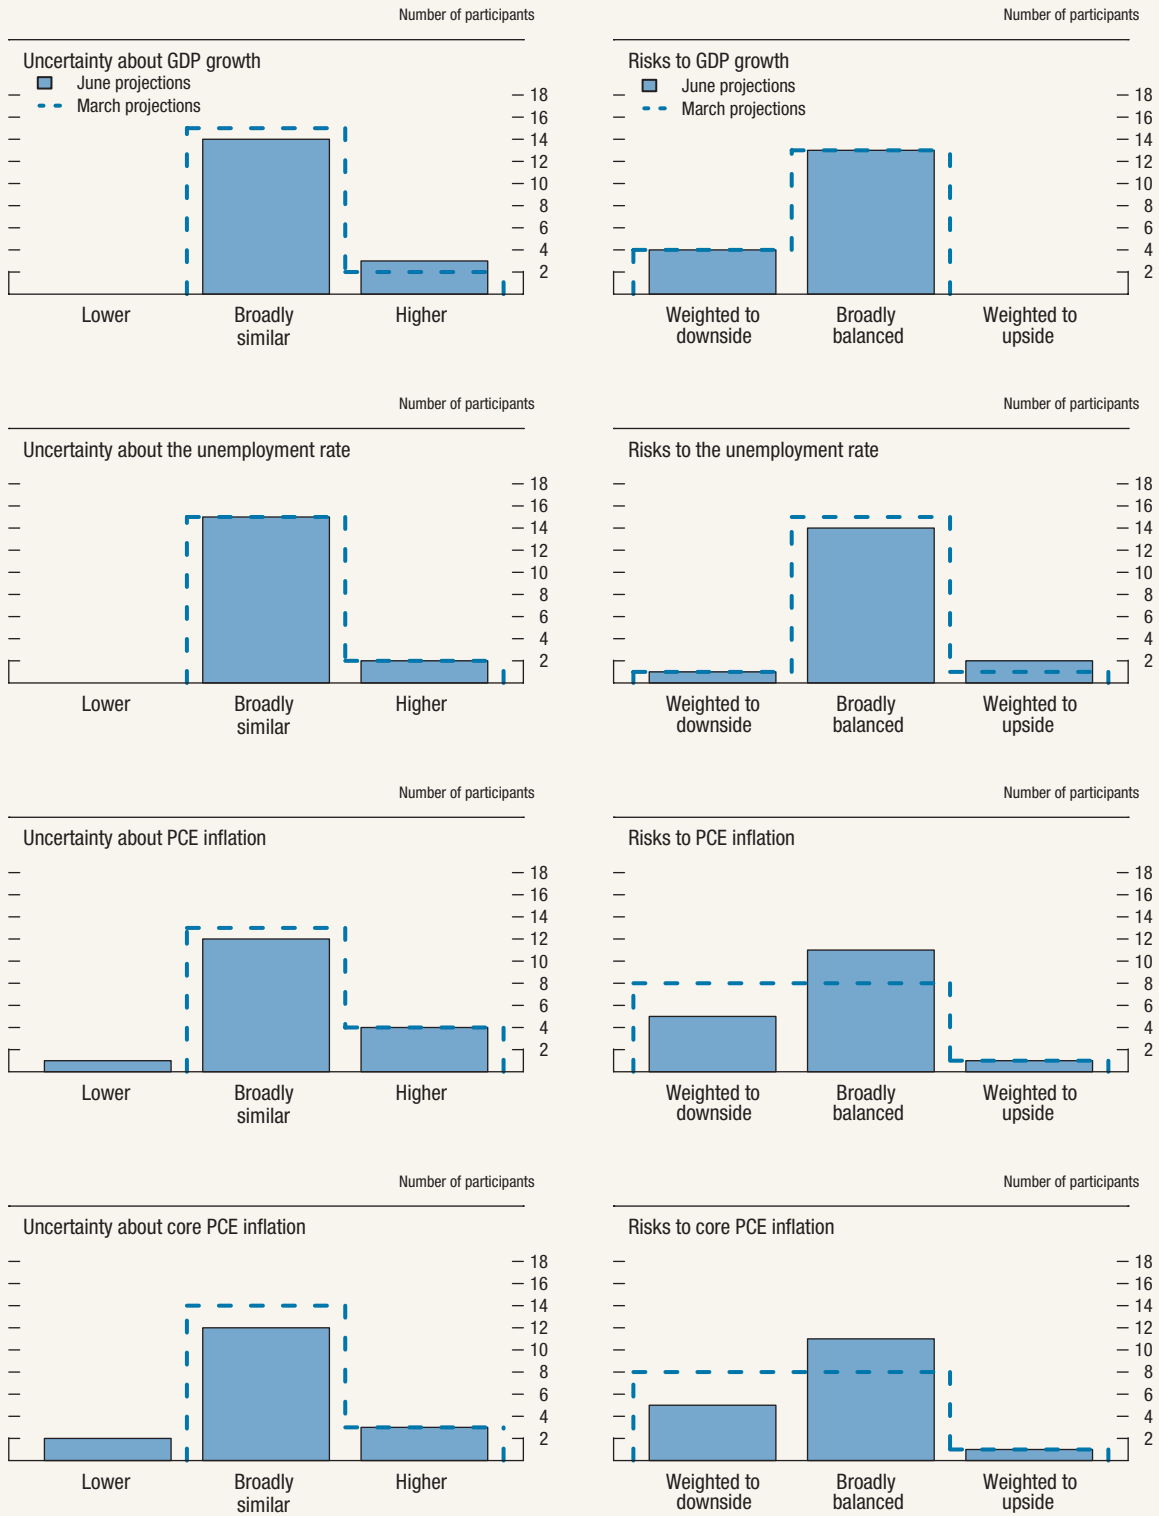 Number of participants
Uncertainty about GDP growth
June projections
March projections
18
16
14
12
10
8
6
4
2
Lower
Broadly
similar
Higher
Number of participants
Risks to GDP growth
June projections
March projections
18
16
14
12
10
8
6
4
2
Weighted to
downside
Broadly
balanced
Weighted to
upside
Number of participants
Uncertainty about the unemployment rate
18
16
14
12
10
8
6
4
2
Lower
Broadly
similar
Higher
Number of participants
Risks to the unemployment rate
18
16
14
12
10
8
6
4
2
Weighted to
downside
Broadly
balanced
Weighted to
upside
Number of participants
Uncertainty about PCE inflation
18
16
14
12
10
8
6
4
2
Lower
Broadly
similar
Higher
Number of participants
Risks to PCE inflation
18
16
14
12
10
8
6
4
2
Weighted to
downside
Broadly
balanced
Weighted to
upside
Number of participants
Uncertainty about core PCE inflation
18
16
14
12
10
8
6
4
2
Lower
Broadly
similar
Higher
Number of participants
Risks to core PCE inflation
18
16
14
12
10
8
6
4
2
Weighted to
downside
Broadly
balanced
Weighted to
upside